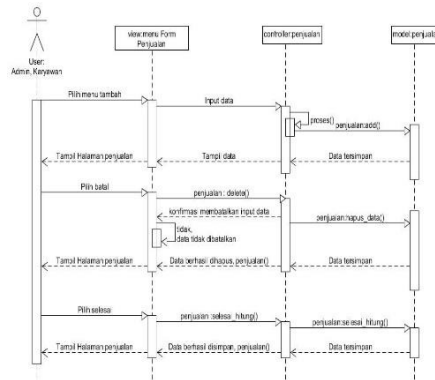 view:menu Form
Penjualan
controller:penjualan
model:penjualan
User:
Admin, Karyawan
Pilih menu tambah
Input data
proses()
penjualan:add()
Tampil Halaman penjualan
Tampil data
Data tersimpan
Pilih batal
penjualan : delete()
konfirmasi membatalkan input data
penjualan:hapus_data()
tidak,
data tidak dibatalkan
Tampil Halaman penjualan
Data berhasil dihapus, penjualan()
Data tersimpan
Pilih selesai
penjualan :selesai_hitung()
penjualan:selesai_hitung()
Tampil Halaman penjualan
Data berhasil disimpan, penjualan()
Data tersimpan